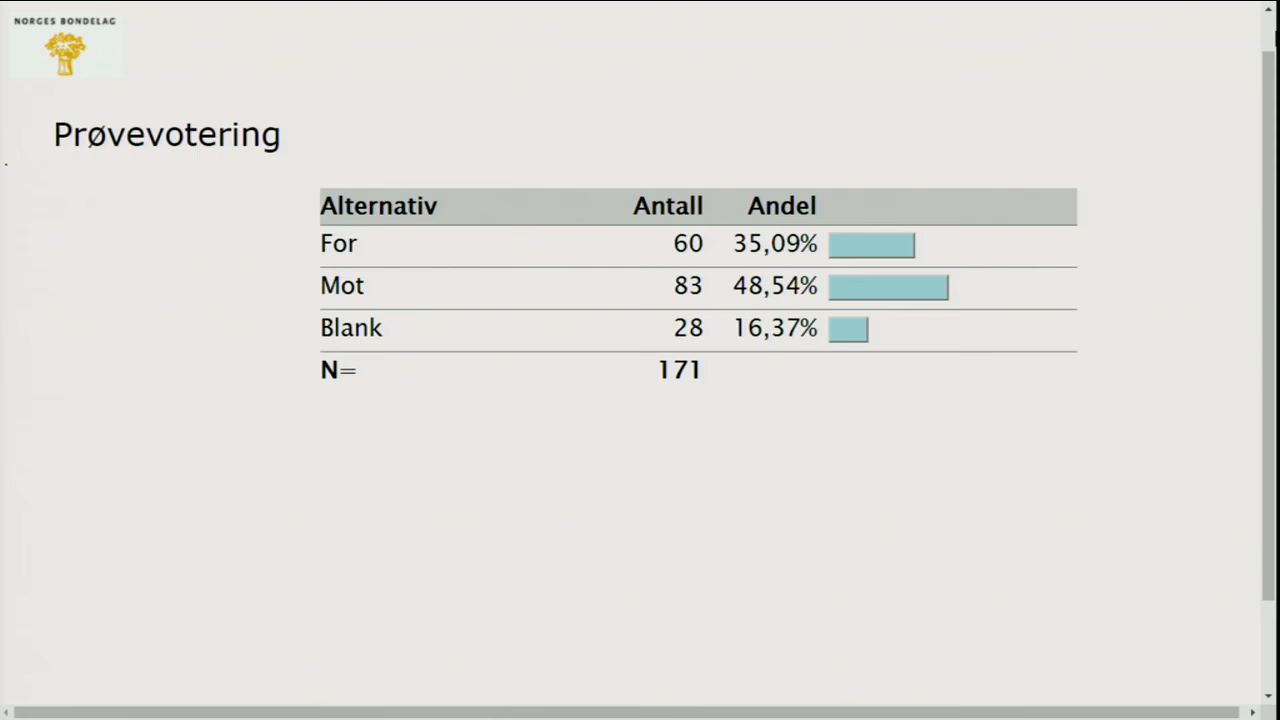 NORGES BONDELAG
Prøvevotering
Alternativ Antall Andel
For 60 35,09%
Mot 83 48,54%
Blank 28 16,37%
N= 171